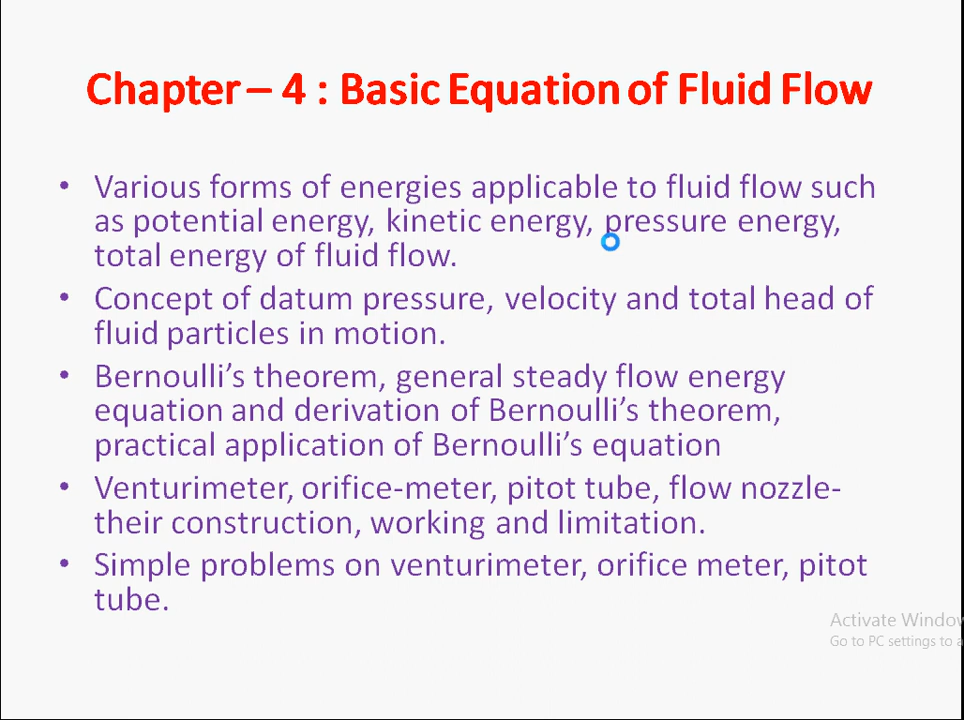 Chapter – 4 : Basic Equation of Fluid Flow
• Various forms of energies applicable to fluid flow such
as potential energy, kinetic energy, pressure energy,
total energy of fluid flow.
• Concept of datum pressure, velocity and total head of
fluid particles in motion.
• Bernoulli’s theorem, general steady flow energy
equation and derivation of Bernoulli’s theorem,
practical application of Bernoulli’s equation
• Venturimeter, orifice-meter, pitot tube, flow nozzle-
their construction, working and limitation.
• Simple problems on venturimeter, orifice meter, pitot
tube.
Activate Window
Go to PC settings to a